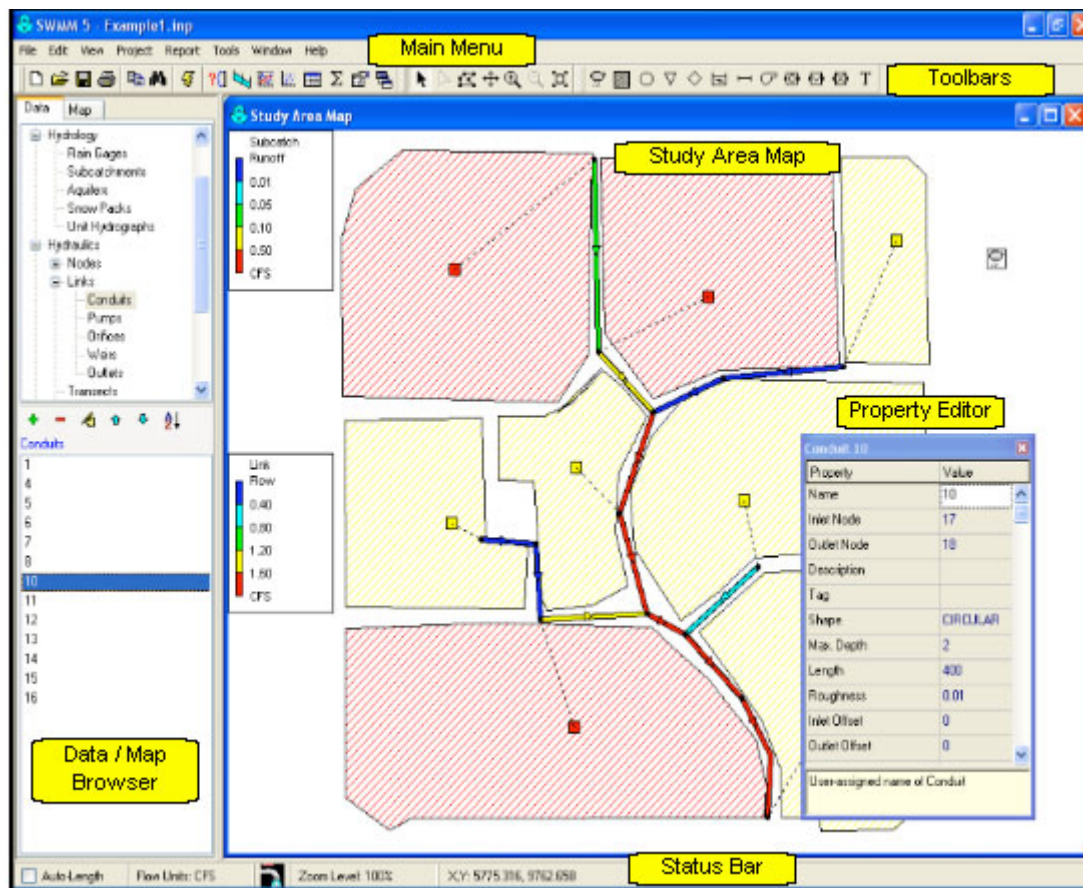 SWMM 5 - Example1.inp
File Edit View Project Report Tools Window Help
Main Menu
Toolbars
Data Map
Study Area Map
Hydrology
Rain Gages
Subcatchments
Aquifers
Snow Packs
Unit Hydrographs
Hydraulics
Nodes
Links
Conduits
Pumps
Orifices
Weirs
Outlets
Transects
Conduits
1
4
5
6
7
8
10
11
12
13
14
15
16
Data / Map
Browser
Subcatch
Runoff
0.01
0.05
0.10
0.50
CFS
Study Area Map
Link
Flow
0.40
0.80
1.20
1.60
CFS
Property Editor
Conduit 10
Property Value
Name 10
Inlet Node 17
Outlet Node 18
Description
Tag
Shape CIRCULAR
Max. Depth 2
Length 400
Roughness 0.01
Inlet Offset 0
Outlet Offset 0
User-assigned name of Conduit
Status Bar
Auto-Length Flow Units: CFS Zoom Level: 100% X,Y: 5775.316, 9762.658